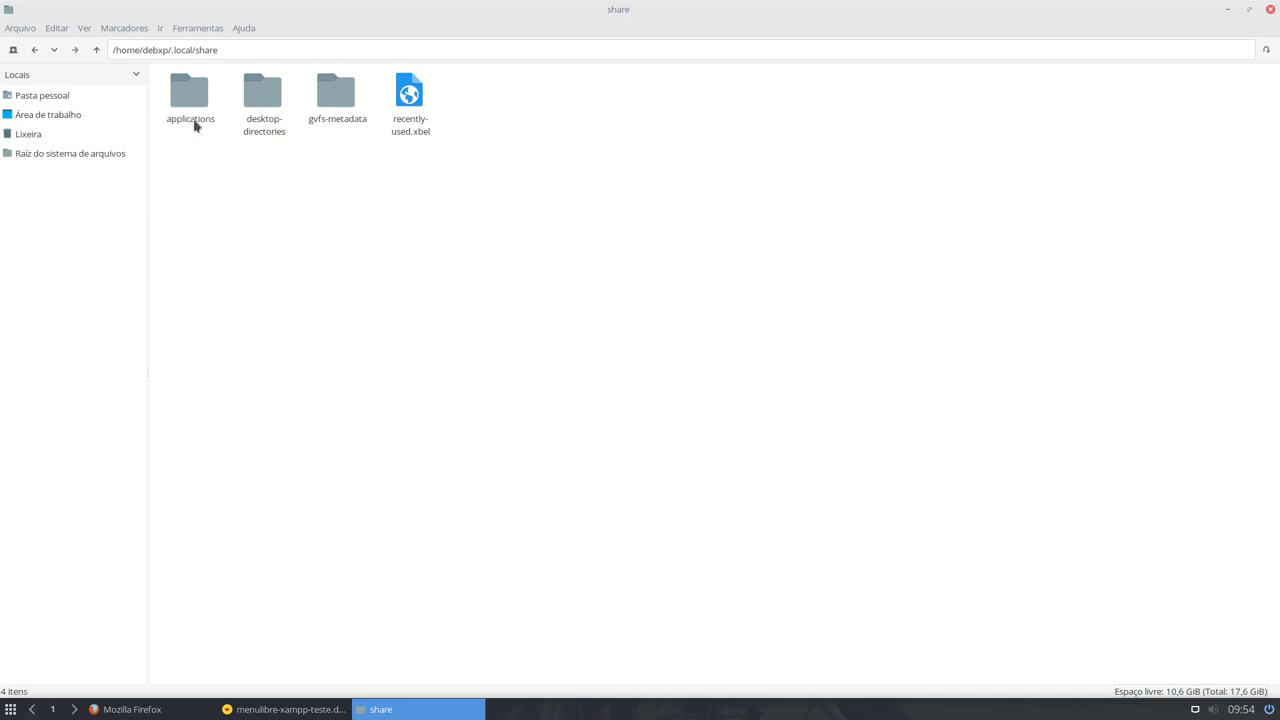 share
Arquivo Editar Ver Marcadores Ir Ferramentas Ajuda
/home/debxp/.local/share
Locais
Pasta pessoal
Área de trabalho
Lixeira
Raíz do sistema de arquivos
applications
desktop-
directories
gvfs-metadata
recently-
used.xbel
4 itens
Espaço livre: 10,6 GiB (Total: 17,6 GiB)
1
Mozilla Firefox
menulibre-xampp-teste.d...
share
09:54